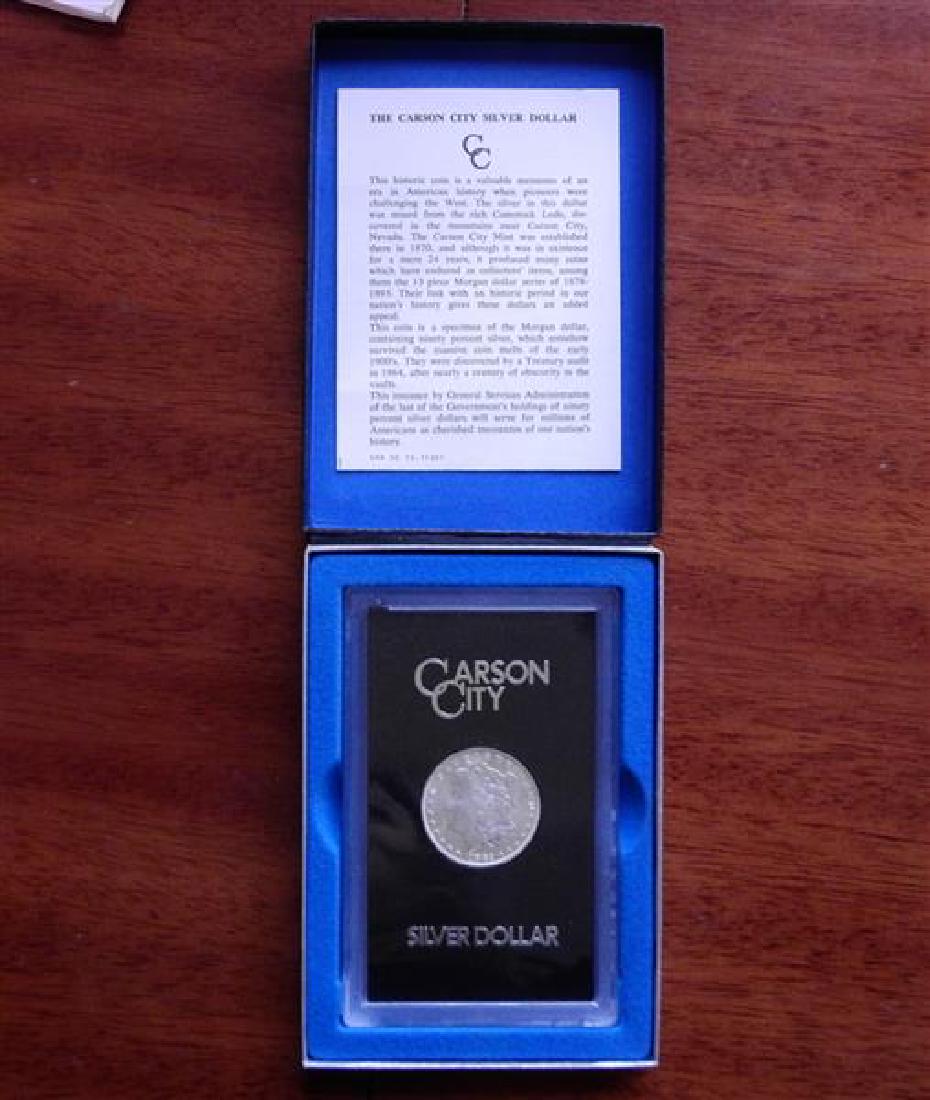 THE CARSON CITY SILVER DOLLAR
CC
This historic coin is a valuable memento of an
era in American history when pioneers were
challenging the West. The silver in this dollar
was mined from the rich Comstock Lode, dis-
covered in the mountains near Carson City,
Nevada. The Carson City Mint was established
there in 1870, and although it was in existence
for a mere 24 years, it produced many coins
which have endured as collectors' items, among
them the 13 piece Morgan dollar series of 1878-
1893. Their link with an historic period in our
nation's history gives these dollars an added
appeal.
This coin is a specimen of the Morgan dollar,
containing ninety percent silver, which somehow
survived the massive coin melts of the early
1900's. They were discovered by a Treasury audit
in 1964, after nearly a century of obscurity in the
vaults.
This issuance by General Services Administration
of the last of the Government's holdings of ninety
percent silver dollars will serve for millions of
Americans as cherished mementos of our nation's
history.
CARSON
CITY
SILVER DOLLAR